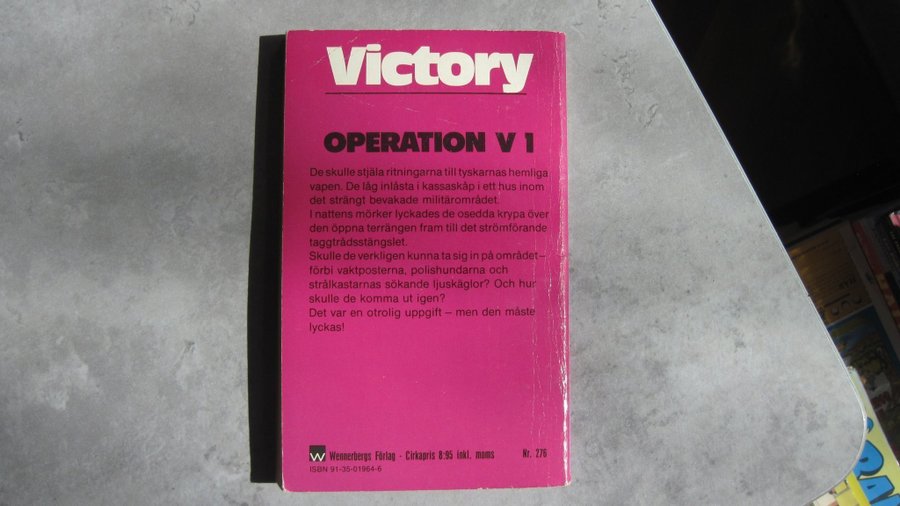 Victory
OPERATION V 1
De skulle stjäla ritningarna till tyskarnas hemliga
vapen. De låg inlåsta i kassaskåp i ett hus inom
det strängt bevakade militärområdet.
I nattens mörker lyckades de osedda krypa över
den öppna terrängen fram till det strömförande
taggtrådsstängslet.
Skulle de verkligen kunna ta sig in på området –
förbi vaktposterna, polishundarna och
strålkastarnas sökande ljuskäglor? Och hur
skulle de komma ut igen?
Det var en otrolig uppgift – men den måste
lyckas!
W Wennerbergs Förlag · Cirkapris 8:95 inkl. moms Nr. 276
ISBN 91-35-01964-6